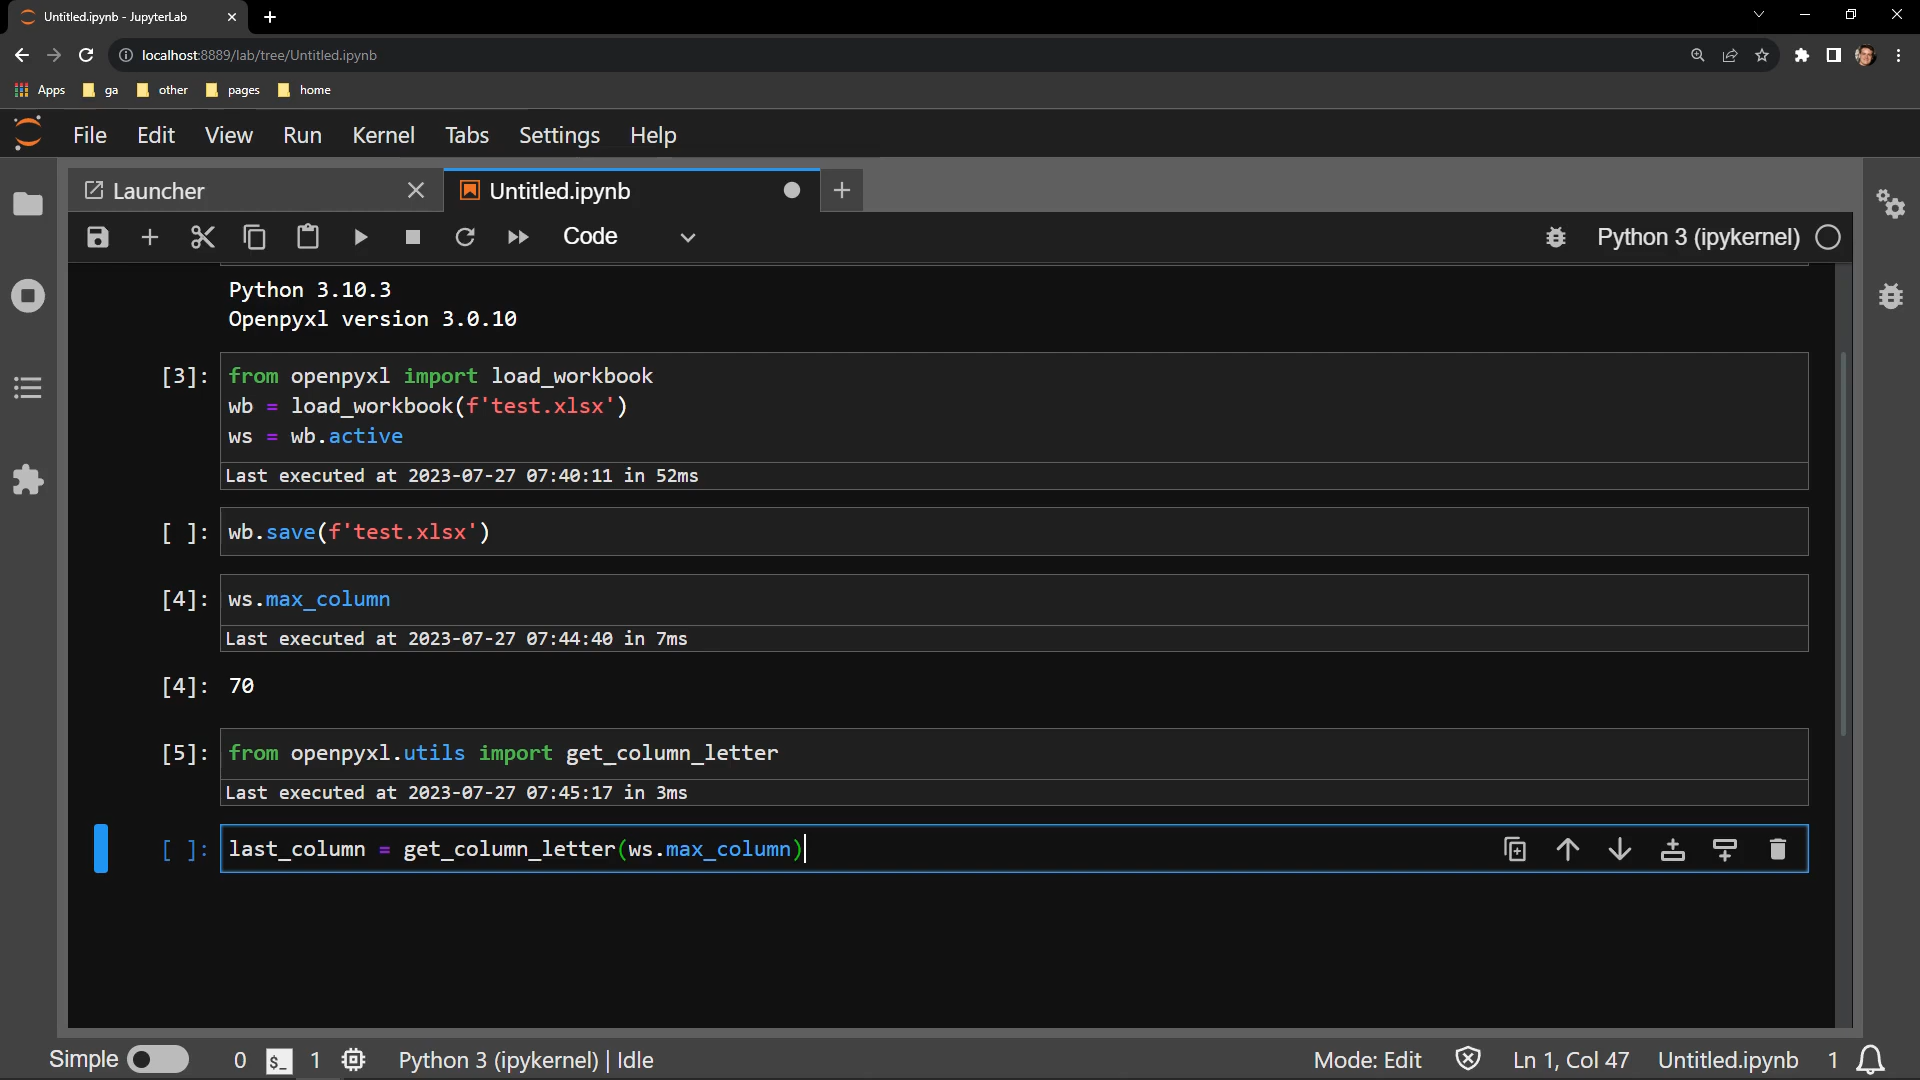 Untitled.ipynb - JupyterLab
localhost:8889/lab/tree/Untitled.ipynb
Apps ga other pages home
File Edit View Run Kernel Tabs Settings Help
Launcher Untitled.ipynb
Code Python 3 (ipykernel)
Python 3.10.3
Openpyxl version 3.0.10
[3]: from openpyxl import load_workbook
wb = load_workbook(f'test.xlsx')
ws = wb.active
Last executed at 2023-07-27 07:40:11 in 52ms
[ ]: wb.save(f'test.xlsx')
[4]: ws.max_column
Last executed at 2023-07-27 07:44:40 in 7ms
[4]: 70
[5]: from openpyxl.utils import get_column_letter
Last executed at 2023-07-27 07:45:17 in 3ms
[ ]: last_column = get_column_letter(ws.max_column)
Simple 0 $_ 1 Python 3 (ipykernel) | Idle Mode: Edit Ln 1, Col 47 Untitled.ipynb 1